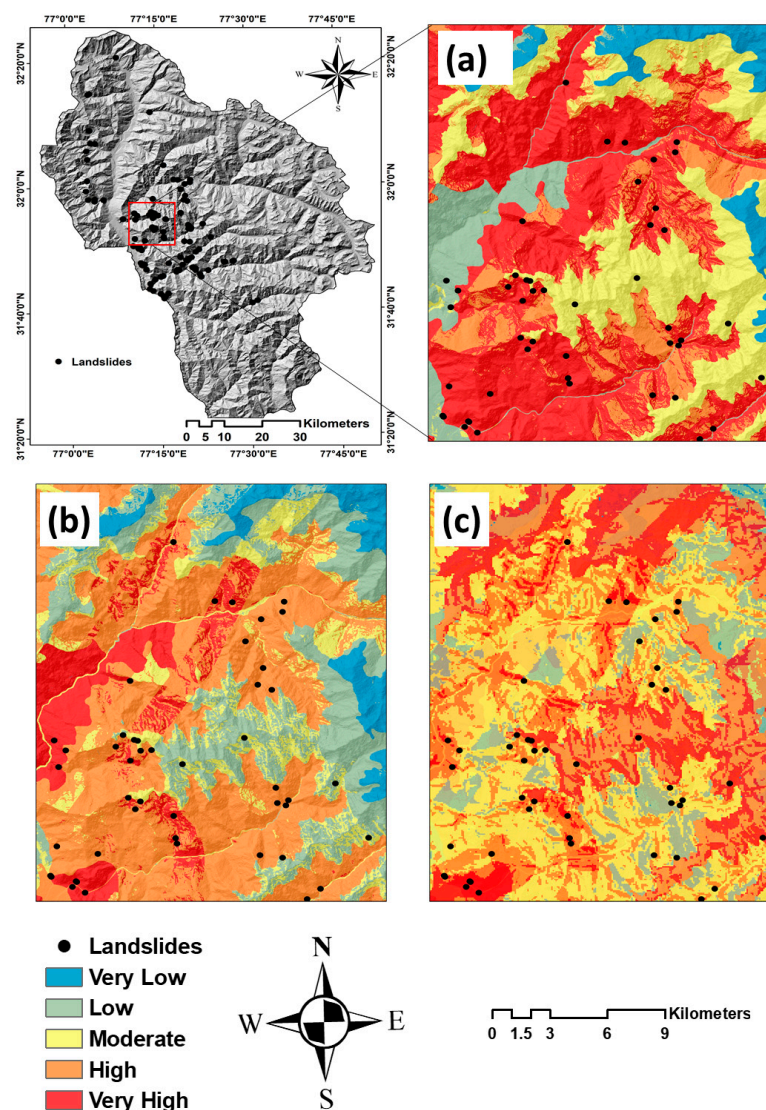 77°0'0"E 77°15'0"E 77°30'0"E 77°45'0"E
32°20'0"N
32°0'0"N
31°40'0"N
31°20'0"N
N
W E
S
Landslides
Kilometers
0 5 10 20 30
77°0'0"E 77°15'0"E 77°30'0"E 77°45'0"E
32°20'0"N
32°0'0"N
31°40'0"N
31°20'0"N
(a)
(b)
(c)
Landslides
Very Low
Low
Moderate
High
Very High
N
W E
S
Kilometers
0 1.5 3 6 9